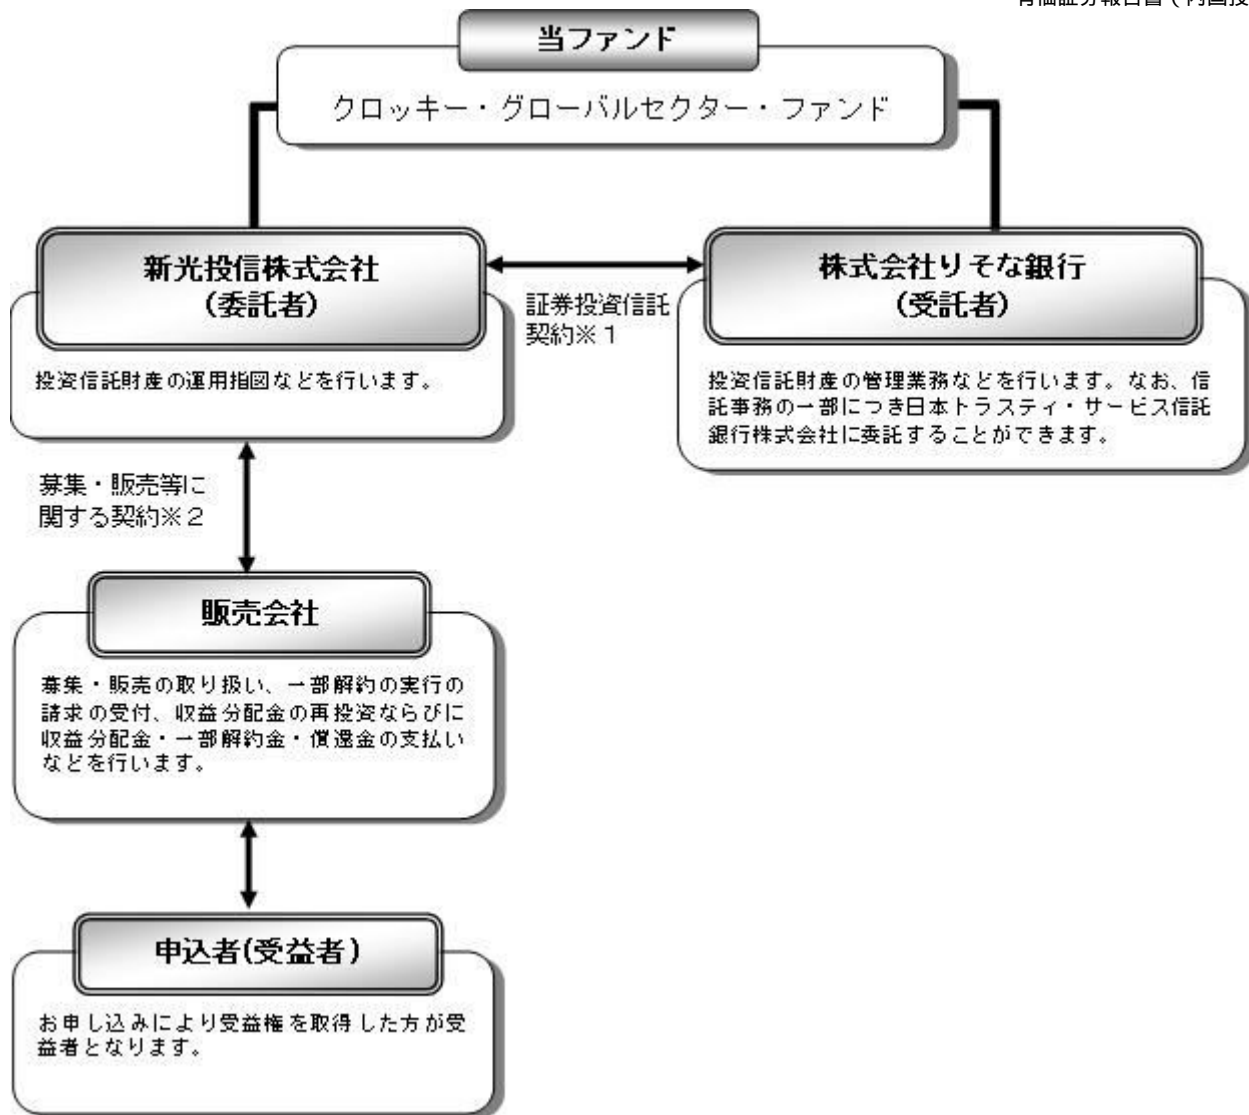 当ファンド
クロッキー・グローバルセクター・ファンド
新光投信株式会社
(委託者)
投資信託財産の運用指図などを行います。
証券投資信託
契約※1
株式会社りそな銀行
(受託者)
投資信託財産の管理業務などを行います。なお、信
託事務の一部につき日本トラスティ・サービス信託
銀行株式会社に委託することができます。
募集・販売等に
関する契約※2
販売会社
募集・販売の取り扱い、一部解約の実行の
請求の受付、収益分配金の再投資ならびに
収益分配金・一部解約金・償還金の支払い
などを行います。
申込者(受益者)
お申し込みにより受益権を取得した方が受
益者となります。